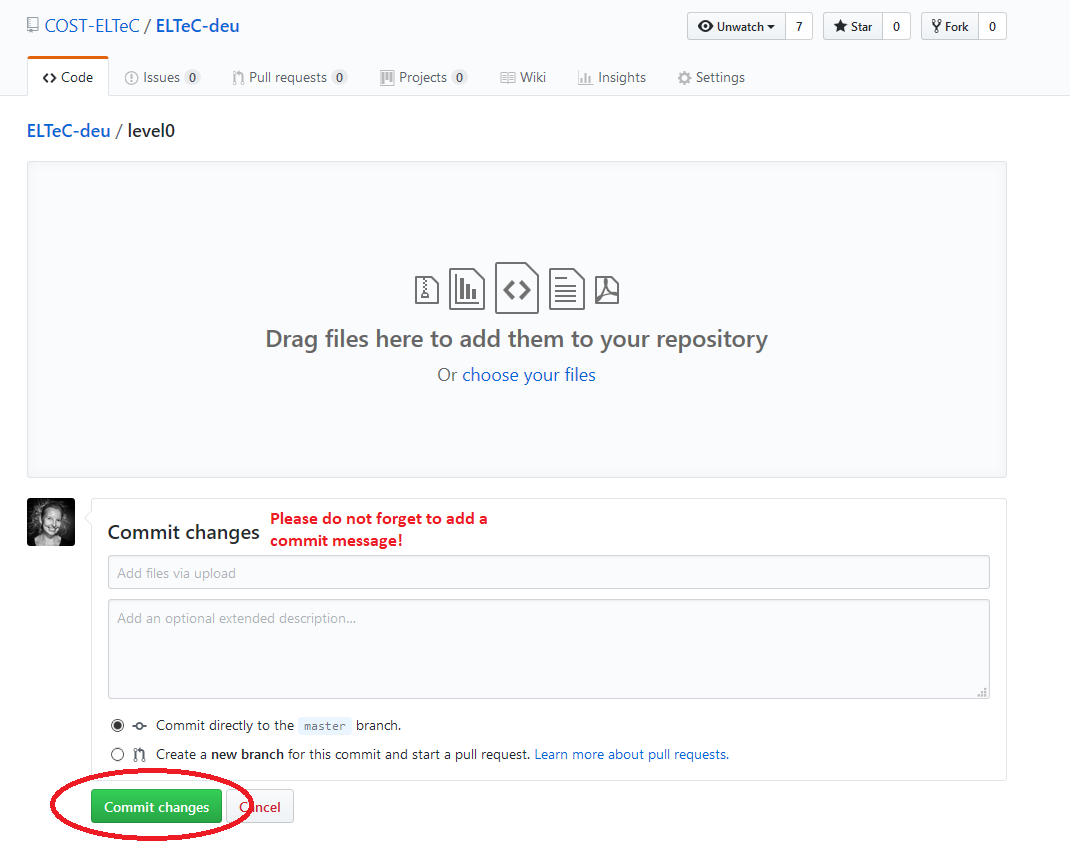 COST-ELTeC / ELTeC-deu
Unwatch 7 Star 0 Fork 0
Code Issues 0 Pull requests 0 Projects 0 Wiki Insights Settings
ELTeC-deu / level0
Drag files here to add them to your repository
Or choose your files
Commit changes
Please do not forget to add a
commit message!
Add files via upload
Add an optional extended description...
Commit directly to the master branch.
Create a new branch for this commit and start a pull request. Learn more about pull requests.
Commit changes Cancel